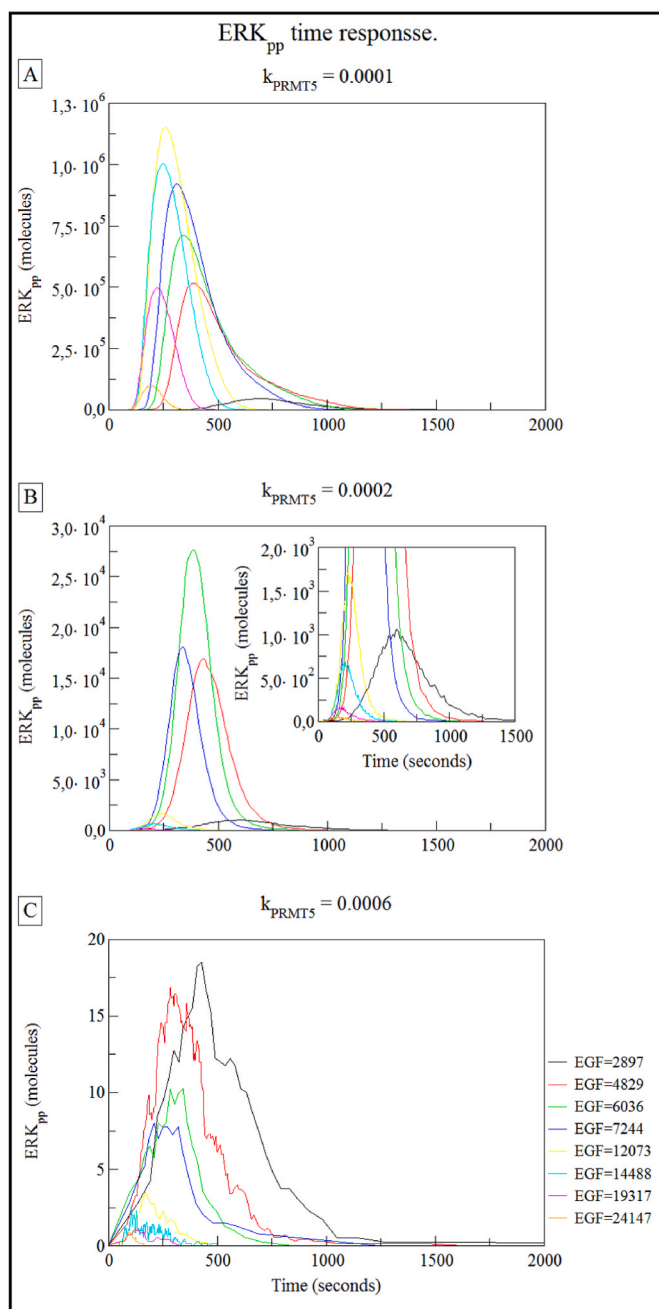 ERKpp time responsse.
A
kPRMT5 = 0.0001
1,3· 10^6
1,0· 10^6
7,5· 10^5
5,0· 10^5
2,5· 10^5
0,0
ERKpp (molecules)
0 500 1000 1500 2000
B
kPRMT5 = 0.0002
3,0· 10^4
2,5· 10^4
2,0· 10^4
1,5· 10^4
1,0· 10^4
5,0· 10^3
0,0
ERKpp (molecules)
0 500 1000 1500 2000
2,0· 10^3
1,5· 10^3
1,0· 10^3
5,0· 10^2
0,0
ERKpp (molecules)
0 500 1000 1500
Time (seconds)
C
kPRMT5 = 0.0006
20
15
10
5
0
ERKpp (molecules)
0 500 1000 1500 2000
Time (seconds)
EGF=2897
EGF=4829
EGF=6036
EGF=7244
EGF=12073
EGF=14488
EGF=19317
EGF=24147